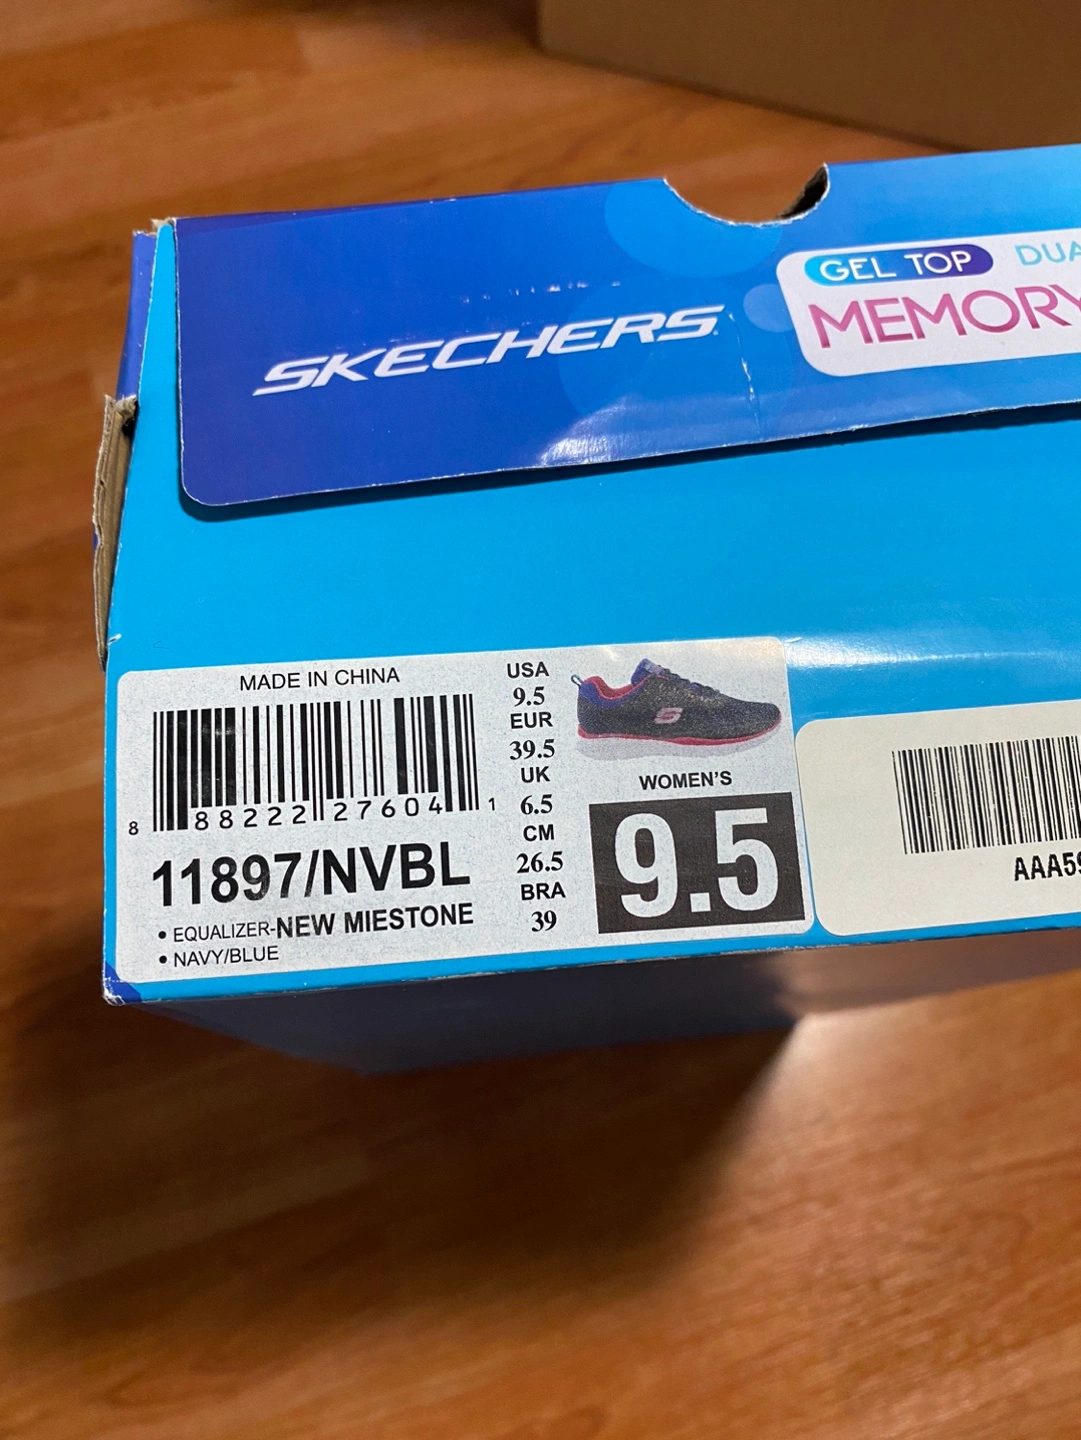 GEL TOP
MEMORY
SKECHERS
MADE IN CHINA
8 88222 27604 1
11897/NVBL
• EQUALIZER-NEW MIESTONE
• NAVY/BLUE
USA
9.5
EUR
39.5
UK
6.5
CM
26.5
BRA
39
S
WOMEN'S
9.5